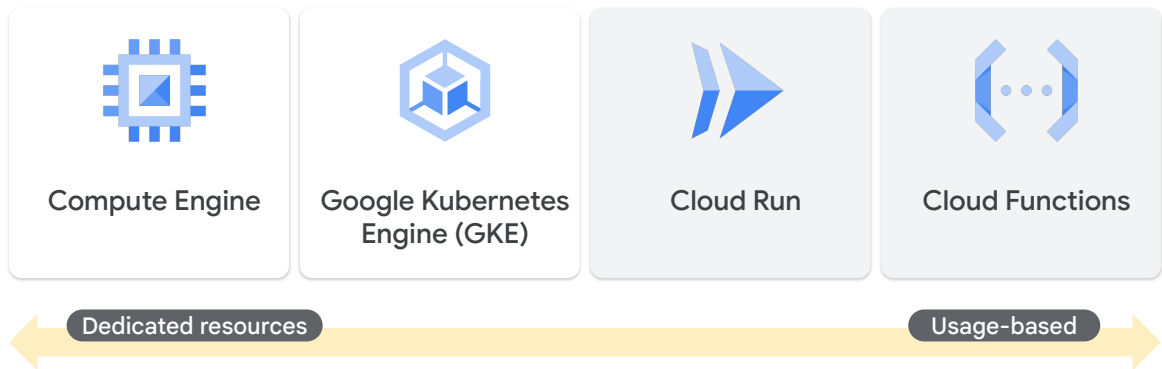 Compute Engine
Google Kubernetes
Engine (GKE)
Cloud Run
Cloud Functions
Dedicated resources
Usage-based